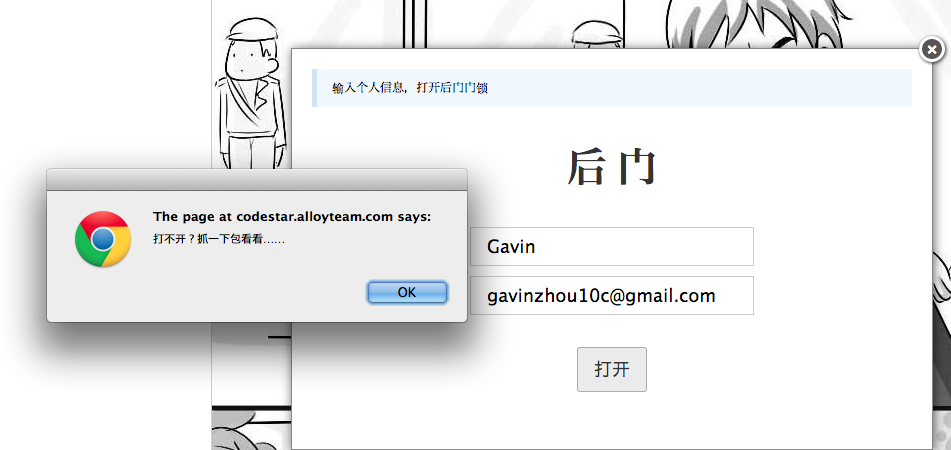 输入个人信息，打开后门门锁
后门
The page at codestar.alloyteam.com says:
打不开？抓一下包看看……
OK
Gavin
gavinzhou10c@gmail.com
打开